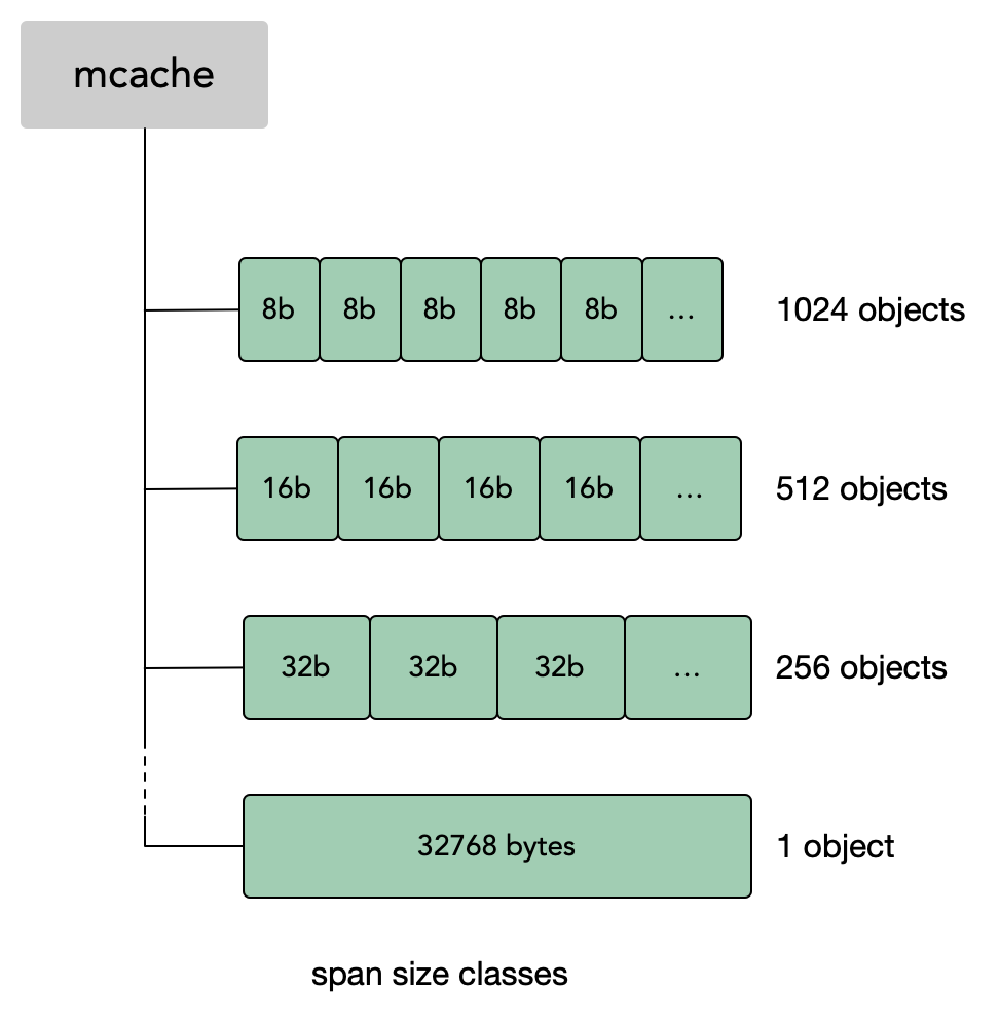 mcache
8b 8b 8b 8b 8b ... 1024 objects
16b 16b 16b 16b ... 512 objects
32b 32b 32b ... 256 objects
32768 bytes 1 object
span size classes